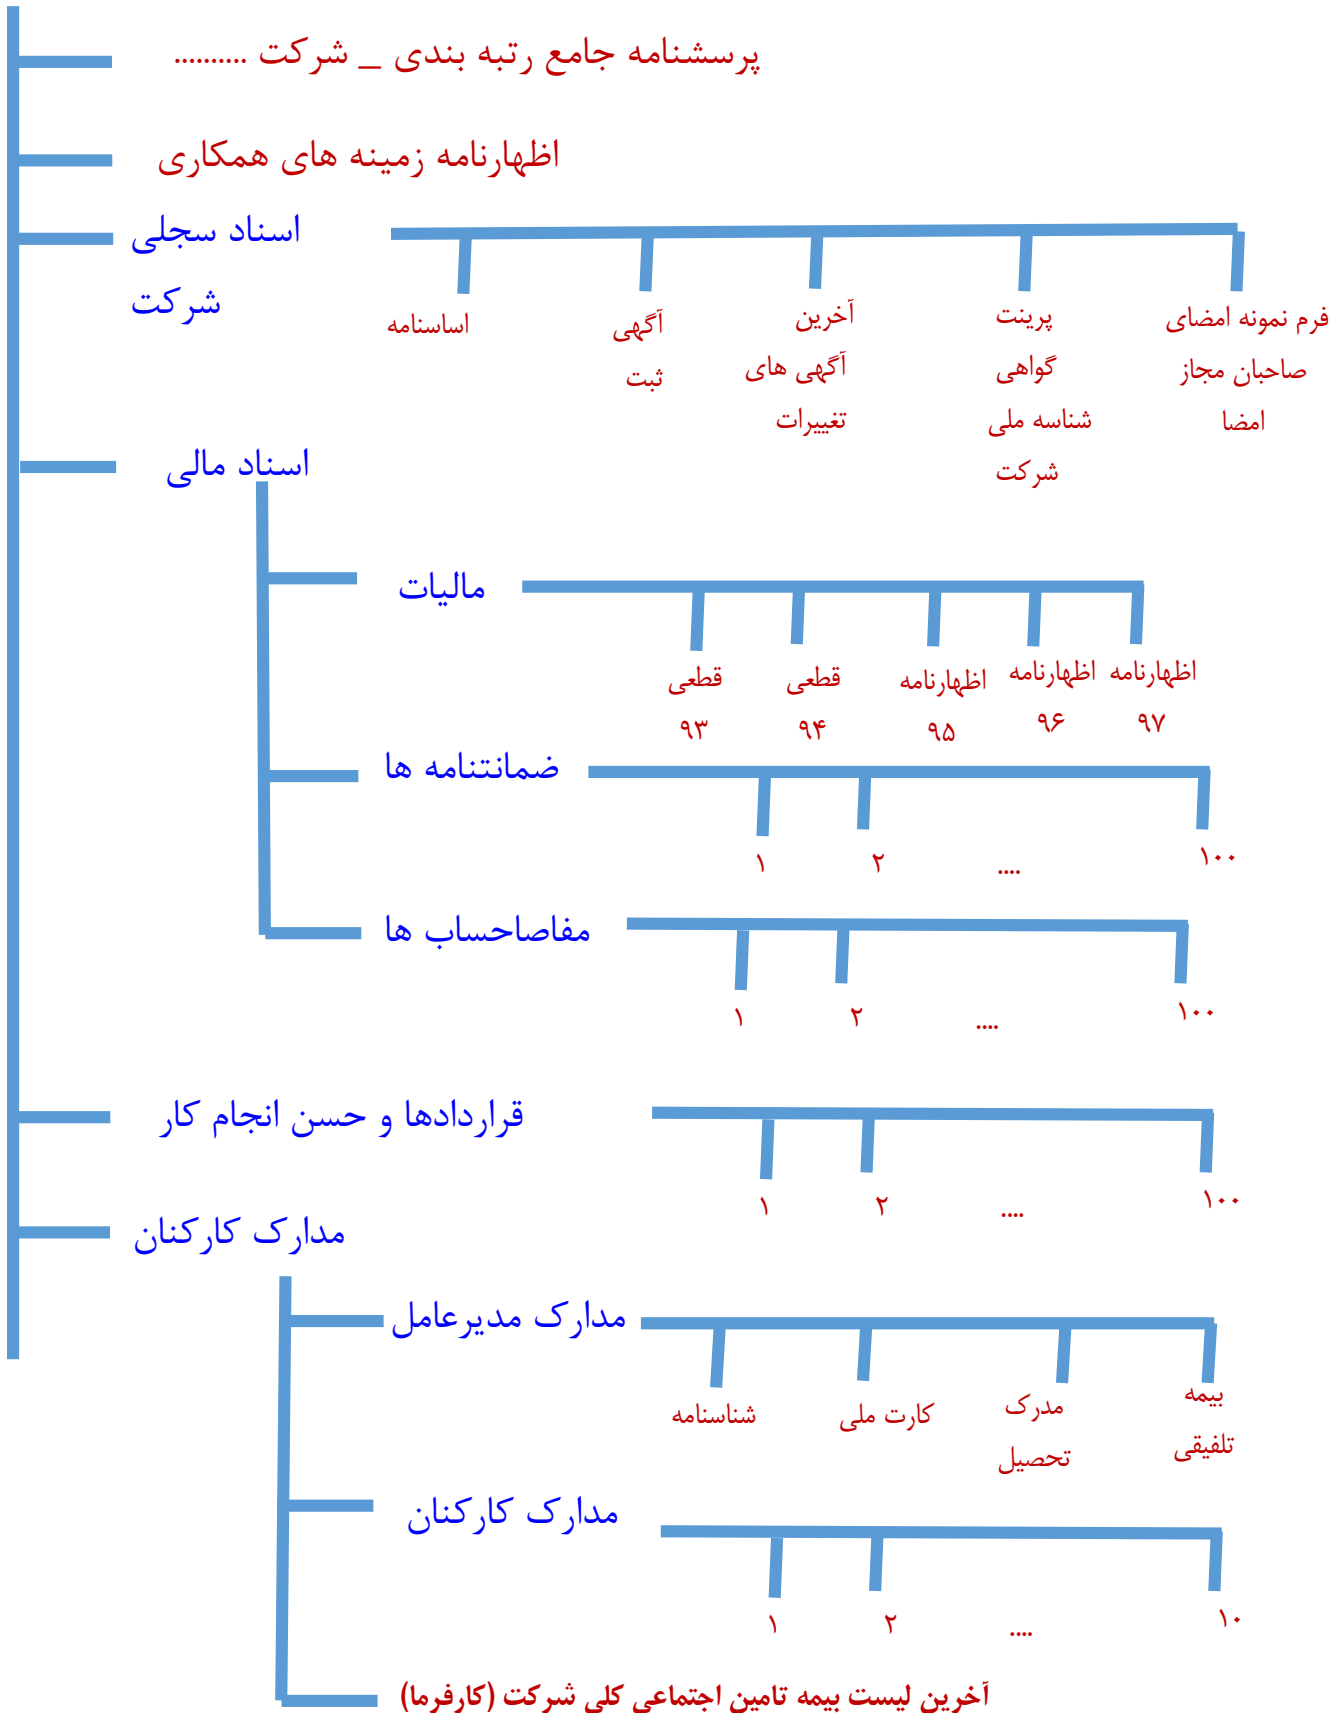 پرسشنامه جامع رتبه بندی _ شرکت ..........
اظهارنامه زمینه های همکاری
اسناد سجلی
شرکت
اساسنامه
آگهی
ثبت
آخرین
آگهی های
تغییرات
پرینت
گواهی
شناسه ملی
شرکت
فرم نمونه امضای
صاحبان مجاز
امضا
اسناد مالی
مالیات
قطعی
۹۳
قطعی
۹۴
اظهارنامه
۹۵
اظهارنامه
۹۶
اظهارنامه
۹۷
ضمانتنامه ها
۱
۲
....
۱۰۰
مفاصاحساب ها
۱
۲
....
۱۰۰
قراردادها و حسن انجام کار
۱
۲
....
۱۰۰
مدارک کارکنان
مدارک مدیرعامل
شناسنامه
کارت ملی
مدرک
تحصیل
بیمه
تلفیقی
مدارک کارکنان
۱
۲
....
۱۰
آخرین لیست بیمه تامین اجتماعی کلی شرکت (کارفرما)